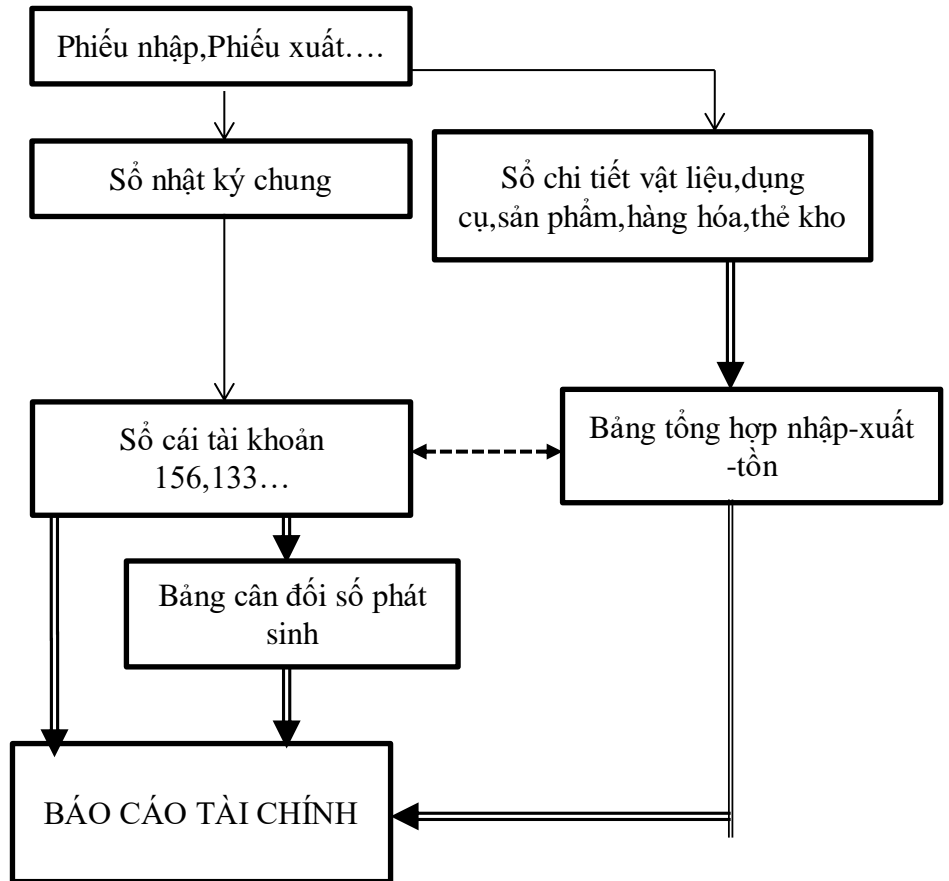 Phiếu nhập,Phiếu xuất….
Sổ nhật ký chung
Sổ chi tiết vật liệu,dụng
cụ,sản phẩm,hàng hóa,thẻ kho
Sổ cái tài khoản
156,133…
Bảng tổng hợp nhập-xuất
-tồn
Bảng cân đối số phát
sinh
BÁO CÁO TÀI CHÍNH